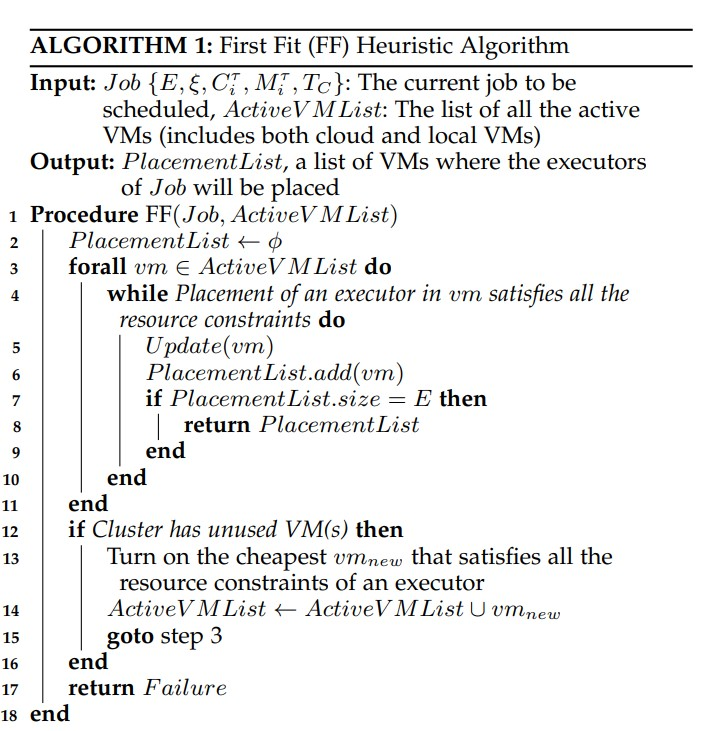 ALGORITHM 1: First Fit (FF) Heuristic Algorithm
Input: Job {E, ξ, C_i^τ, M_i^τ, T_C}: The current job to be
scheduled, ActiveVMList: The list of all the active
VMs (includes both cloud and local VMs)
Output: PlacementList, a list of VMs where the executors
of Job will be placed
1 Procedure FF(Job, ActiveVMList)
2 PlacementList ← ϕ
3 forall vm ∈ ActiveVMList do
4 while Placement of an executor in vm satisfies all the
resource constraints do
5 Update(vm)
6 PlacementList.add(vm)
7 if PlacementList.size = E then
8 return PlacementList
9 end
10 end
11 end
12 if Cluster has unused VM(s) then
13 Turn on the cheapest vm_new that satisfies all the
resource constraints of an executor
14 ActiveVMList ← ActiveVMList ∪ vm_new
15 goto step 3
16 end
17 return Failure
18 end